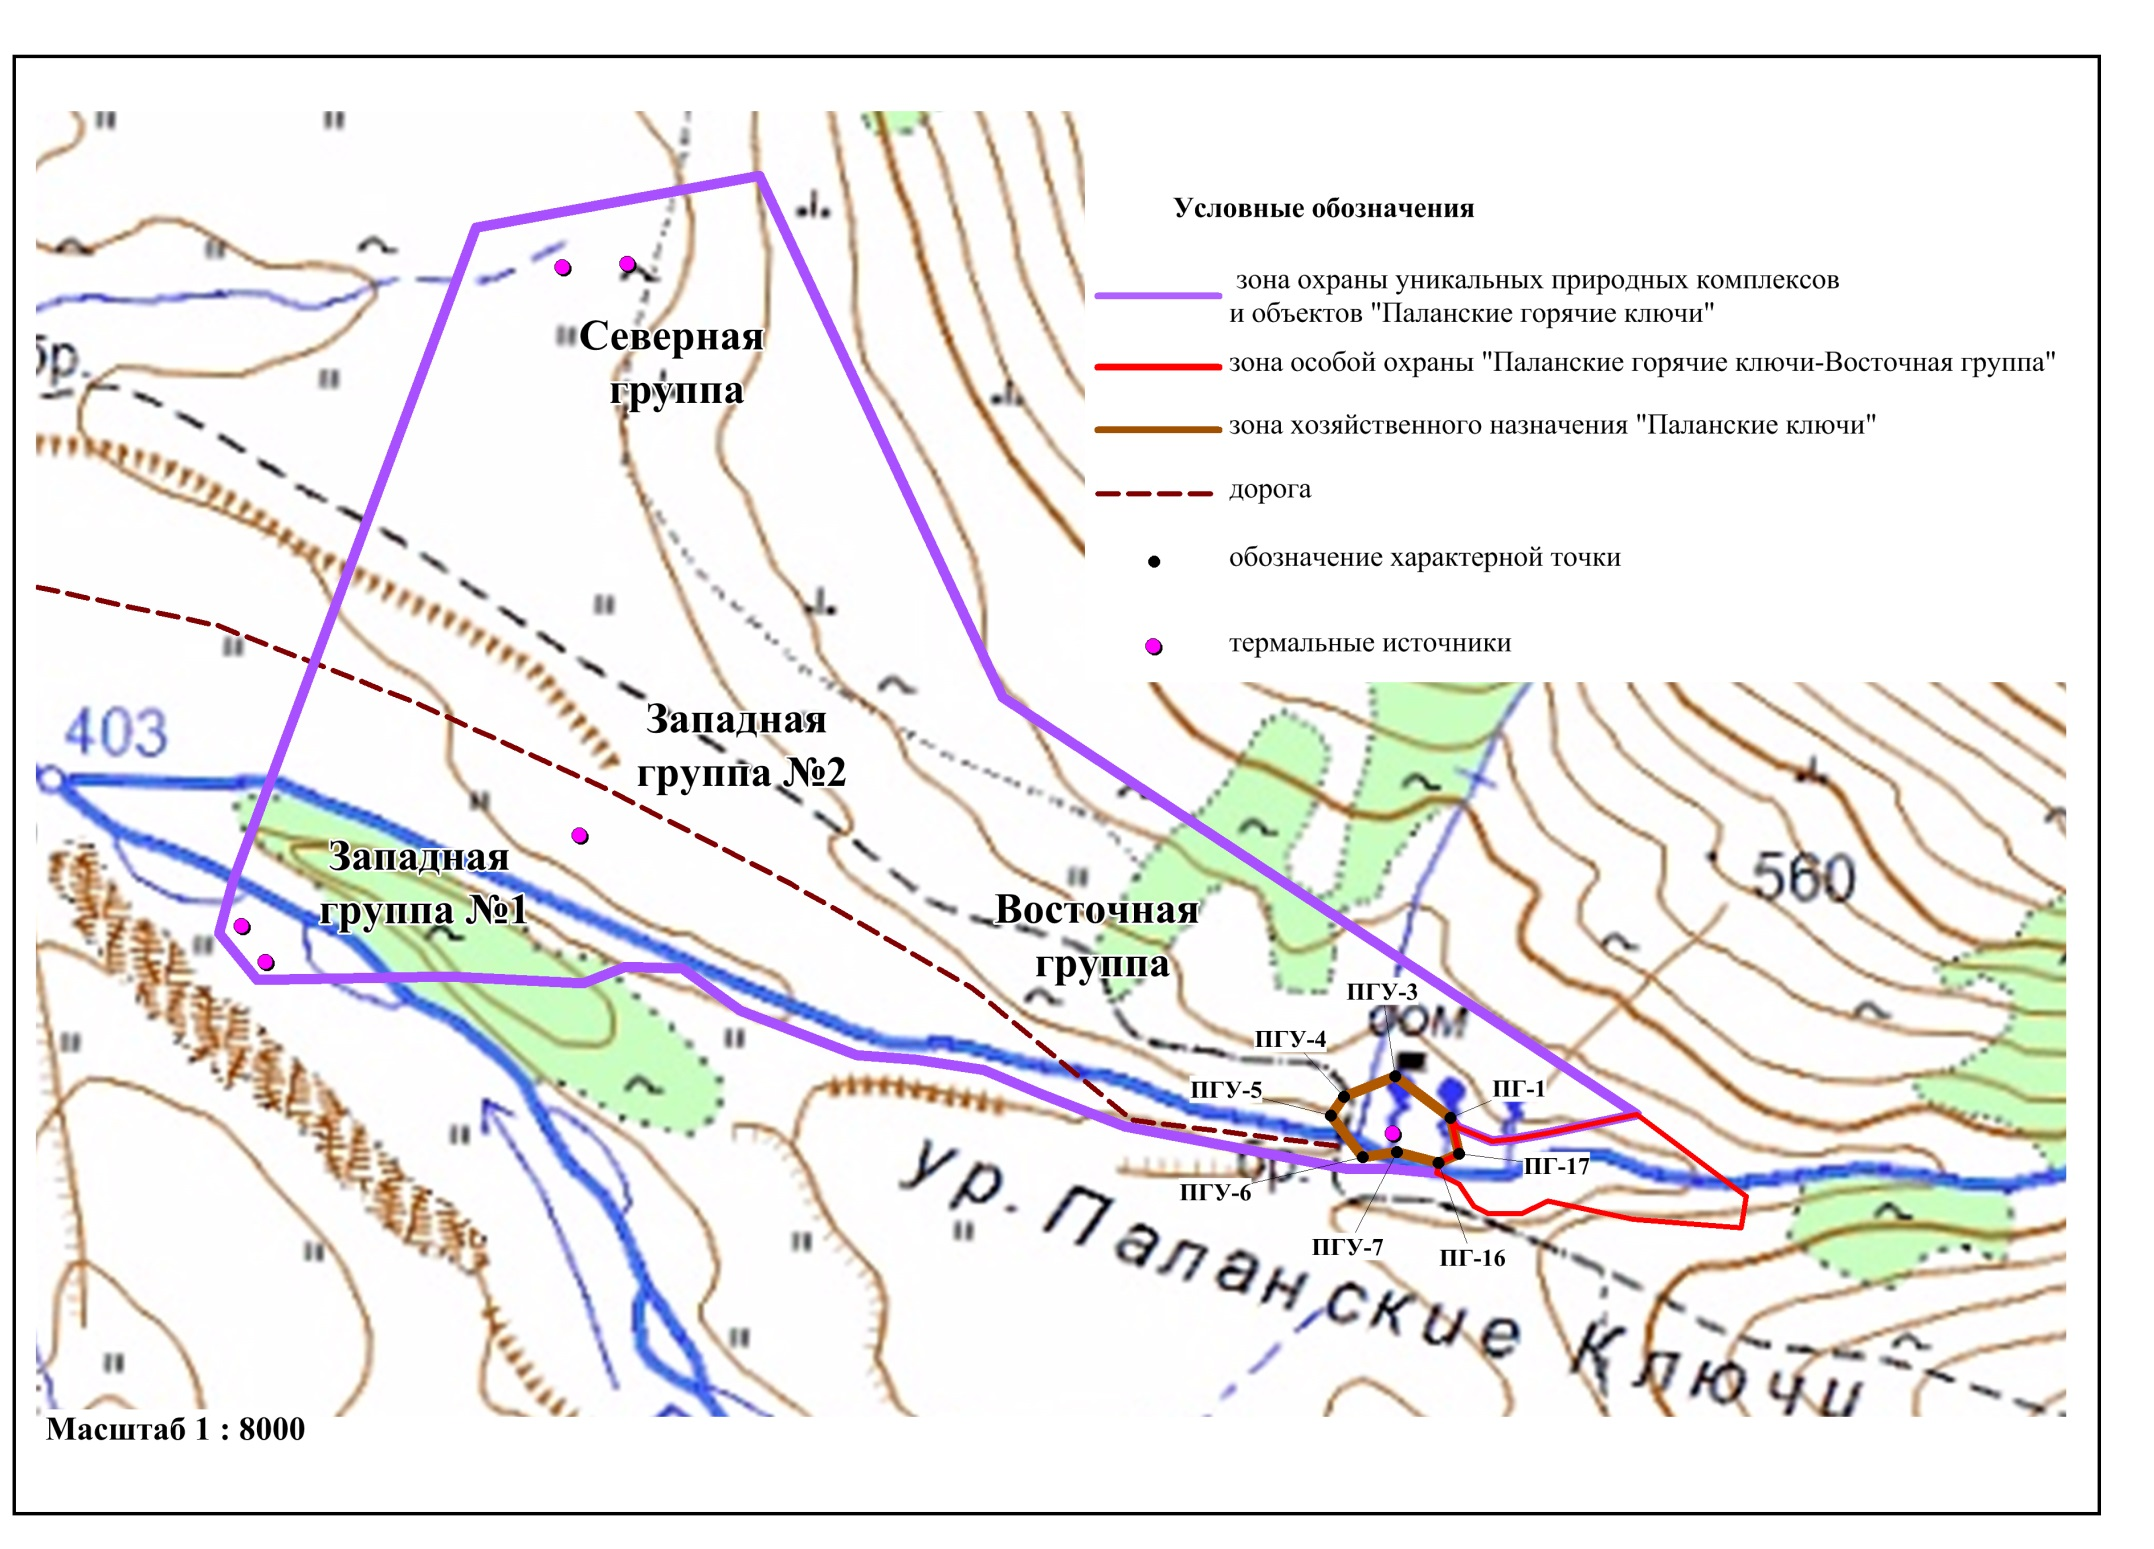 Условные обозначения
зона охраны уникальных природных комплексов
и объектов "Паланские горячие ключи"
зона особой охраны "Паланские горячие ключи-Восточная группа"
зона хозяйственного назначения "Паланские ключи"
дорога
обозначение характерной точки
термальные источники
Северная
группа
бр.
Западная
группа №2
403
Западная
группа №1
560
Восточная
группа
ПГУ-3
ПГУ-4
ПГУ-5
ПГ-1
ПГ-17
бр.
ПГУ-6
ПГУ-7
ПГ-16
ур. Паланские Ключи
Масштаб 1 : 8000